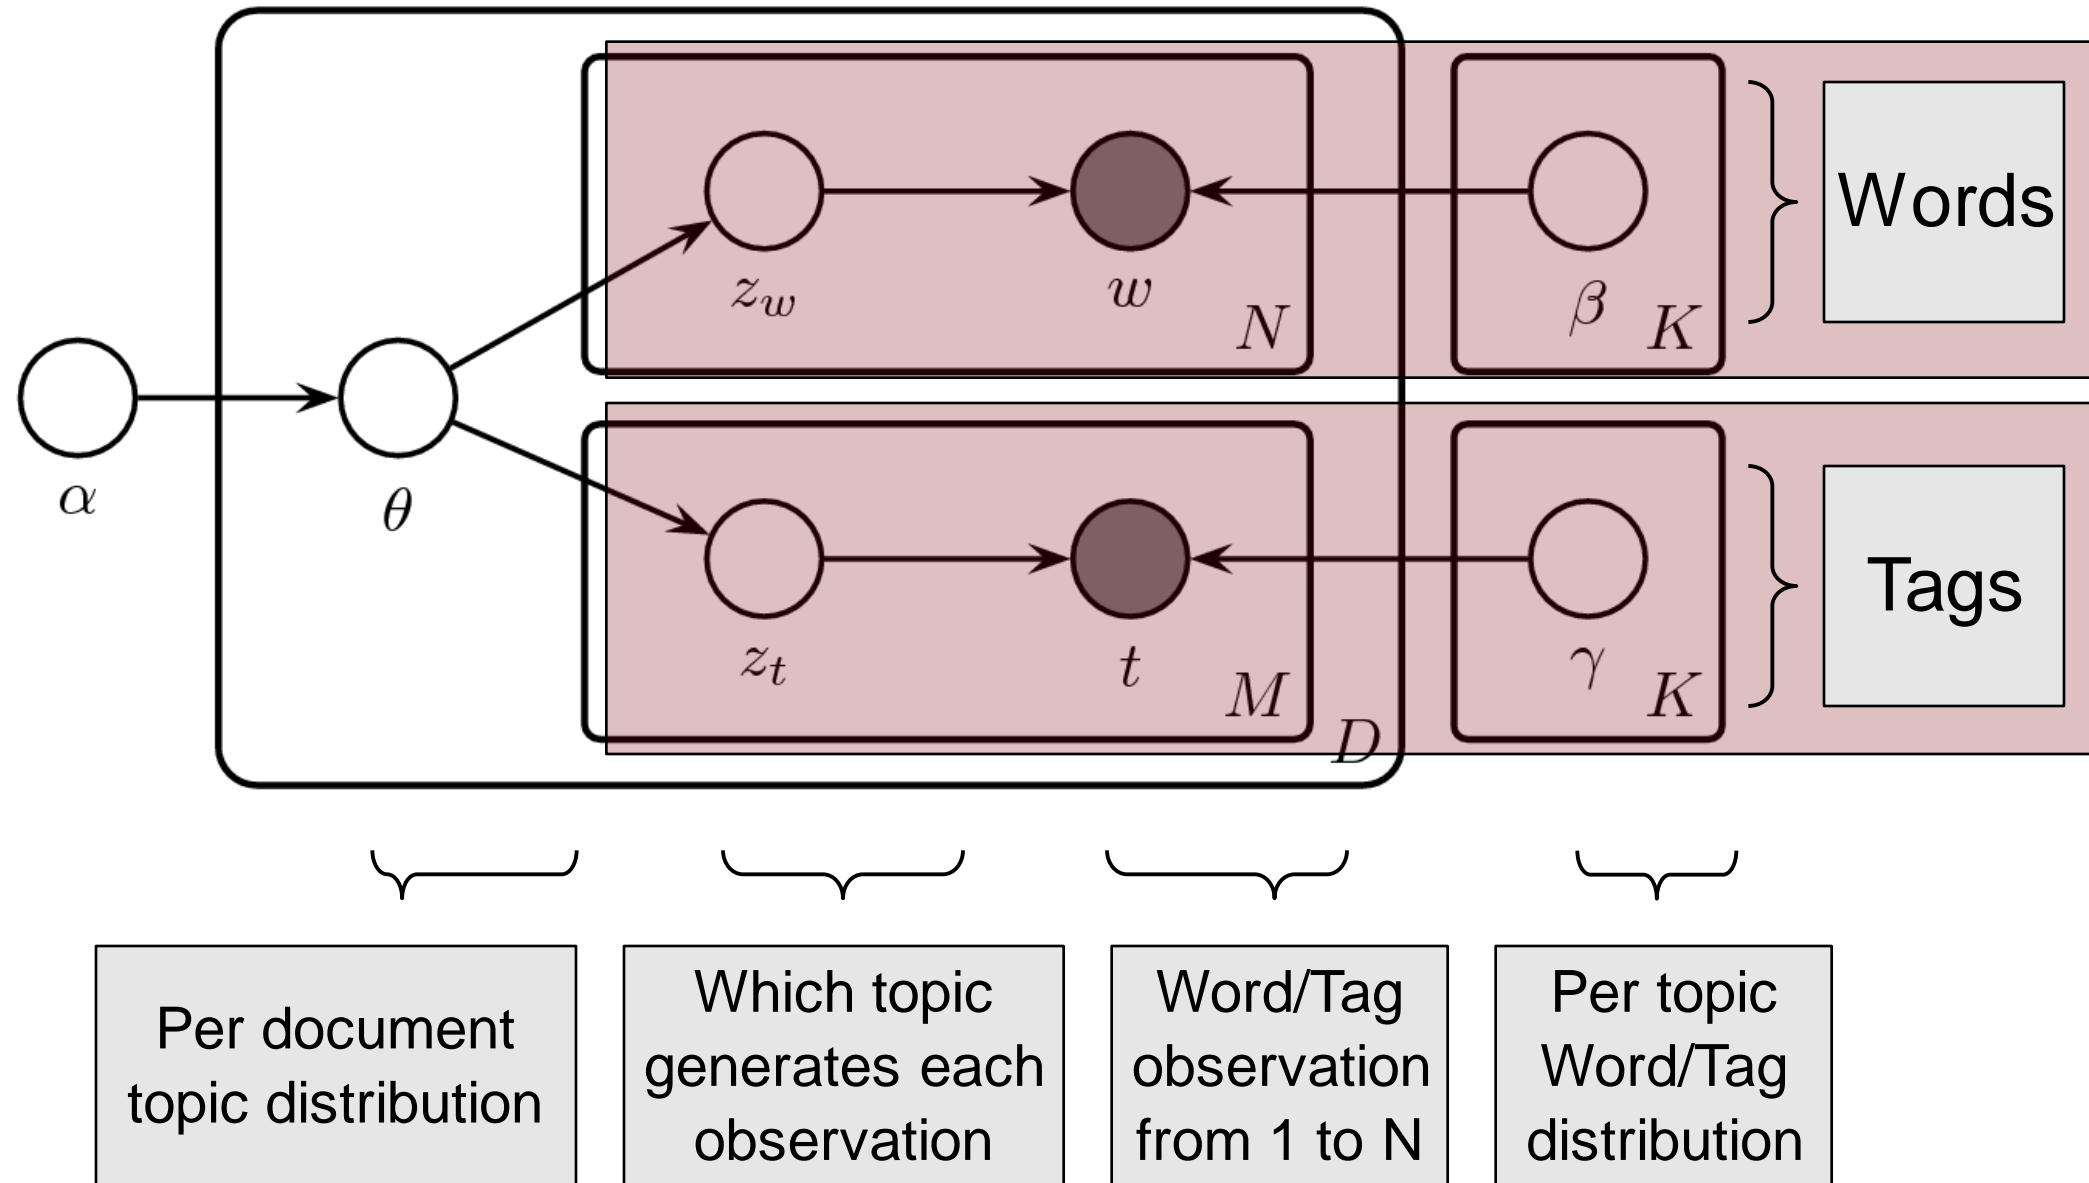 z_w
w
N
β
K
Words
α
θ
z_t
t
M
D
γ
K
Tags
Per document
topic distribution
Which topic
generates each
observation
Word/Tag
observation
from 1 to N
Per topic
Word/Tag
distribution